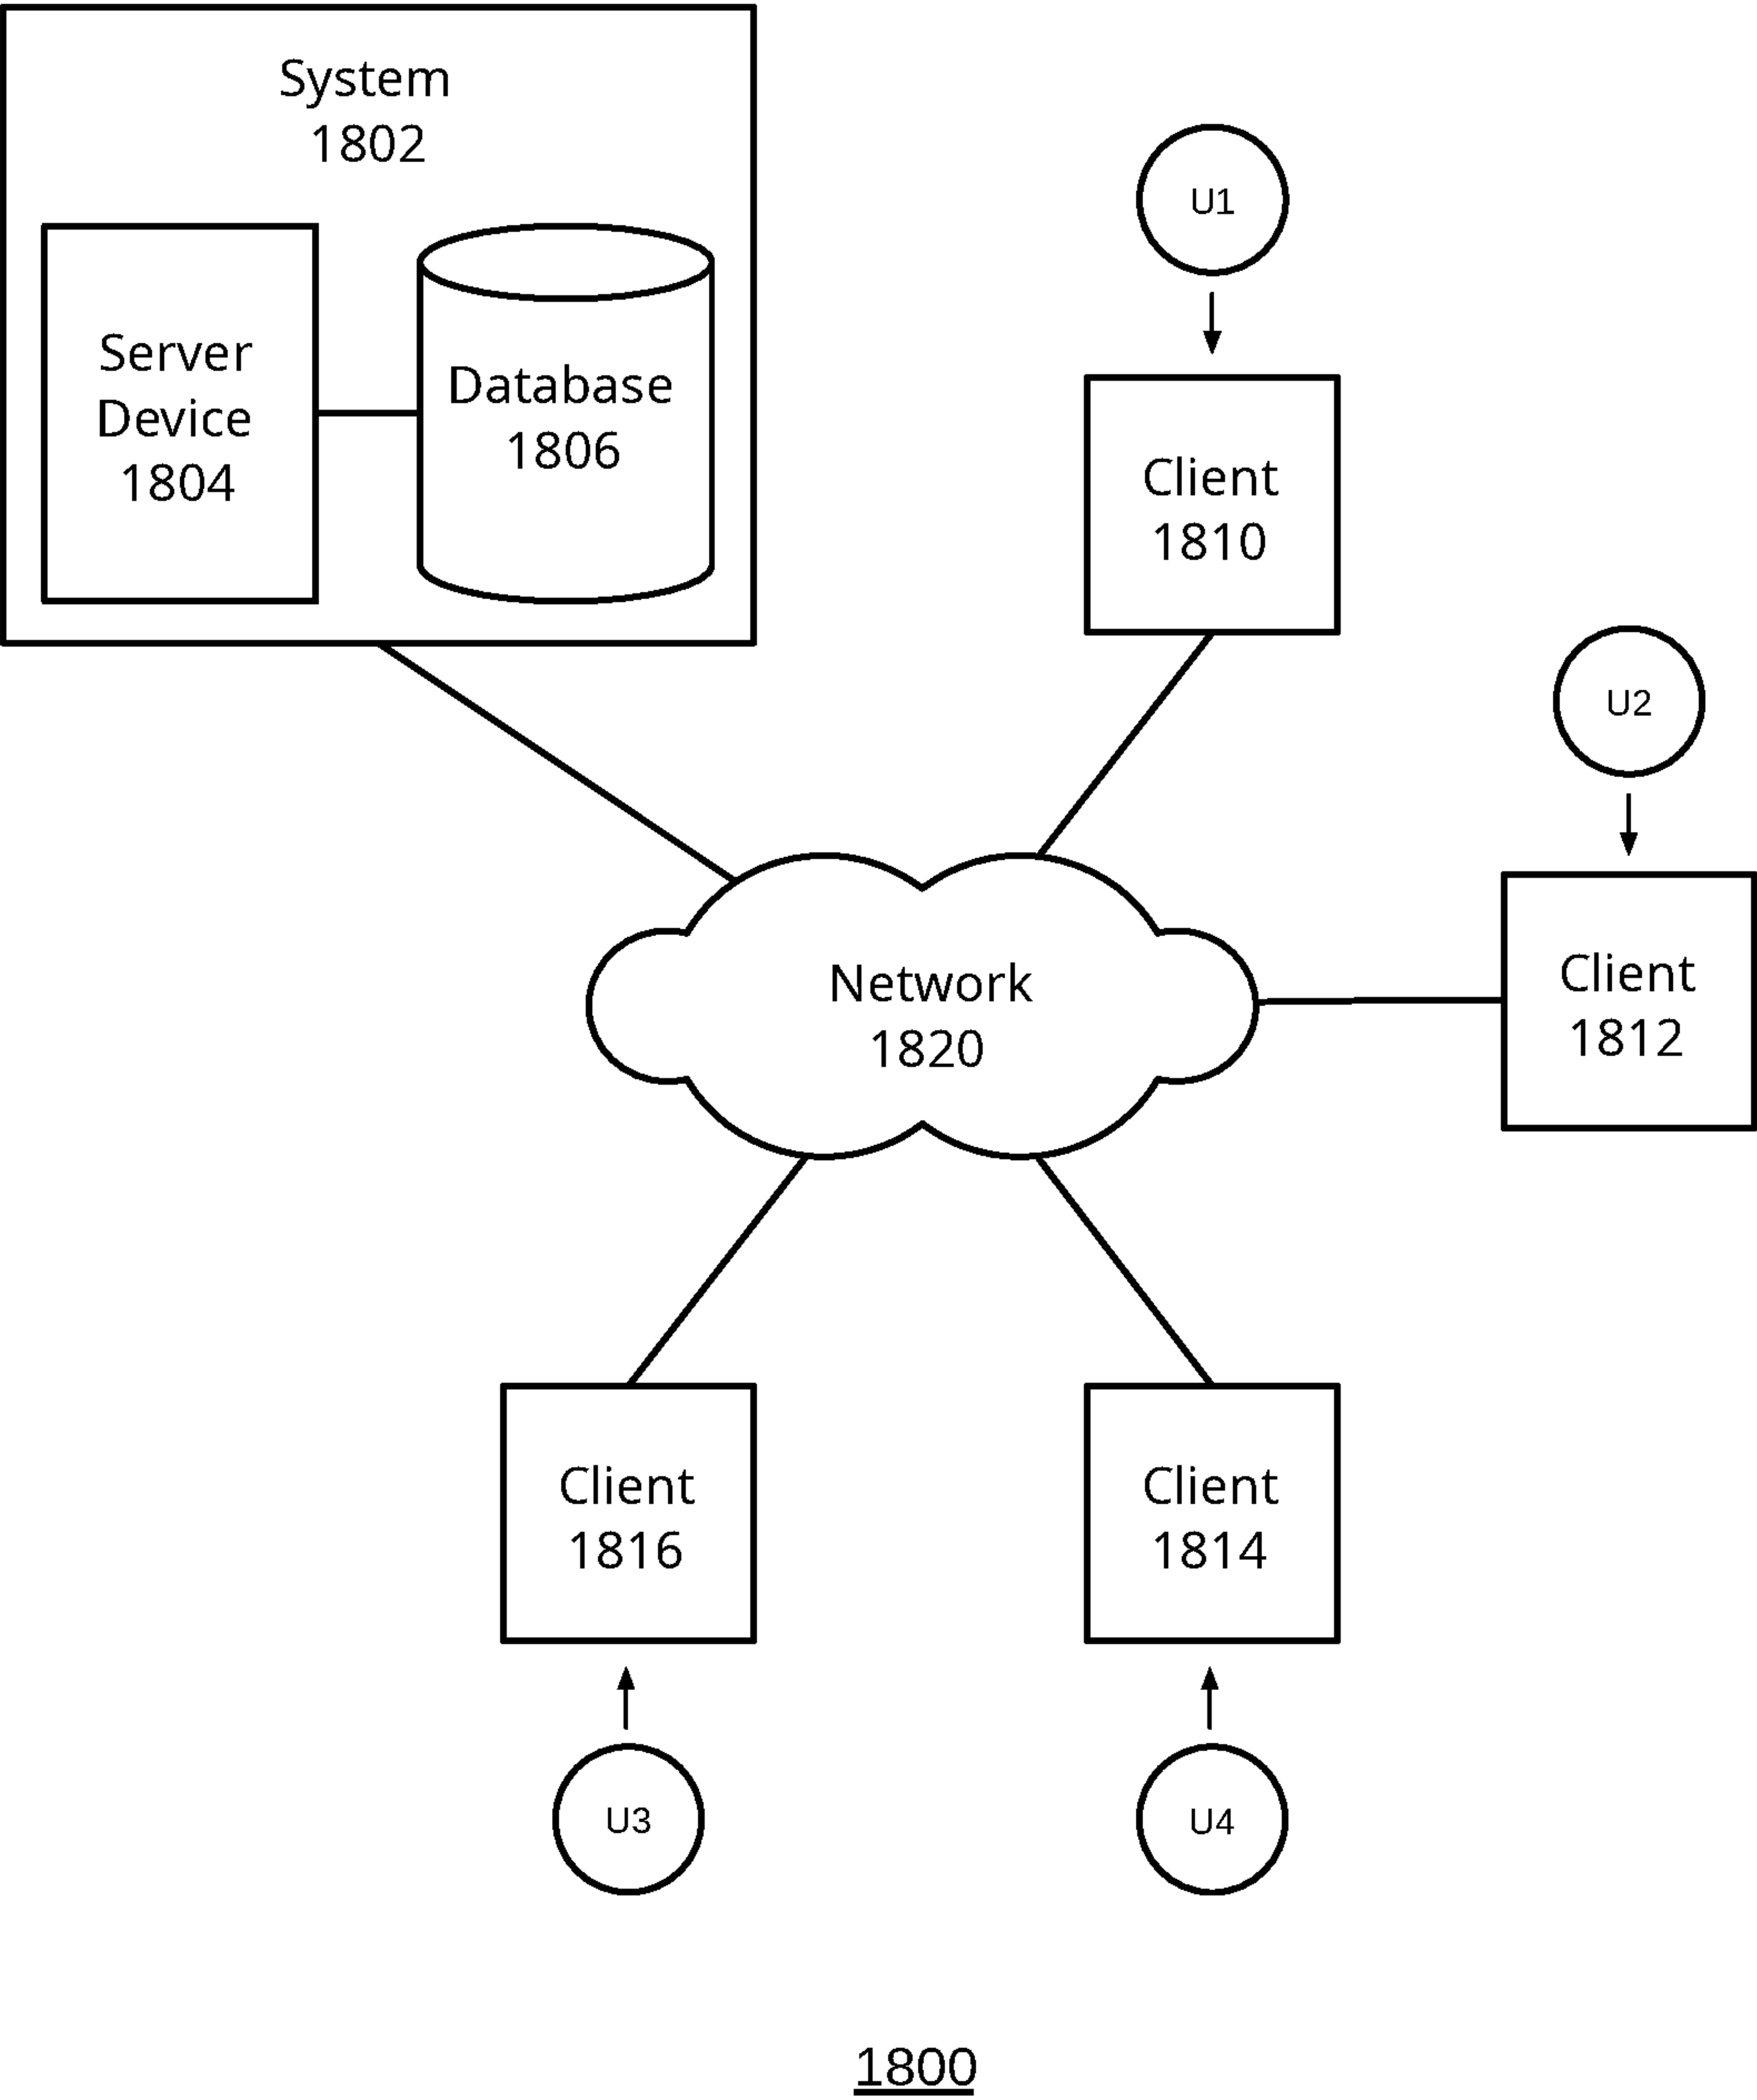 System
1802
Server
Device
1804
Database
1806
U1
Client
1810
U2
Client
1812
Network
1820
Client
1816
Client
1814
U3
U4
1800